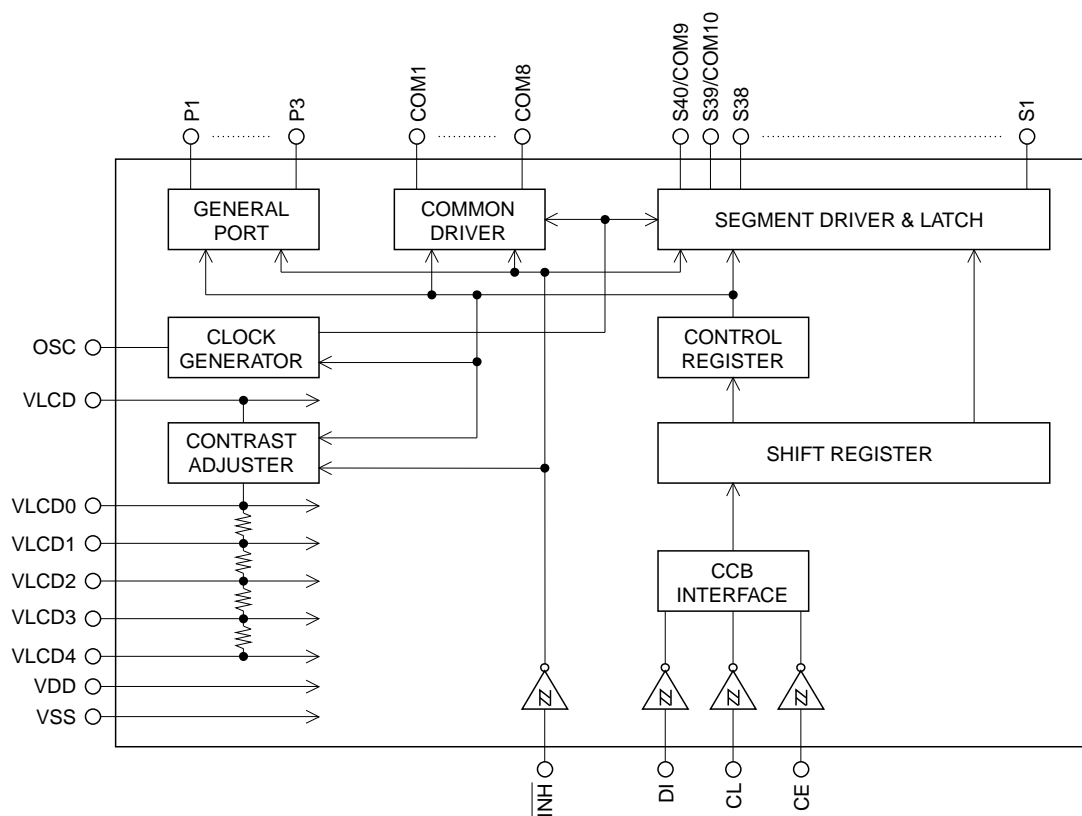 P1
P3
COM1
COM8
S40/COM9
S39/COM10
S38
S1
GENERAL
PORT
COMMON
DRIVER
SEGMENT DRIVER & LATCH
OSC
CLOCK
GENERATOR
CONTROL
REGISTER
VLCD
CONTRAST
ADJUSTER
SHIFT REGISTER
VLCD0
VLCD1
VLCD2
VLCD3
VLCD4
VDD
VSS
CCB
INTERFACE
INH
DI
CL
CE